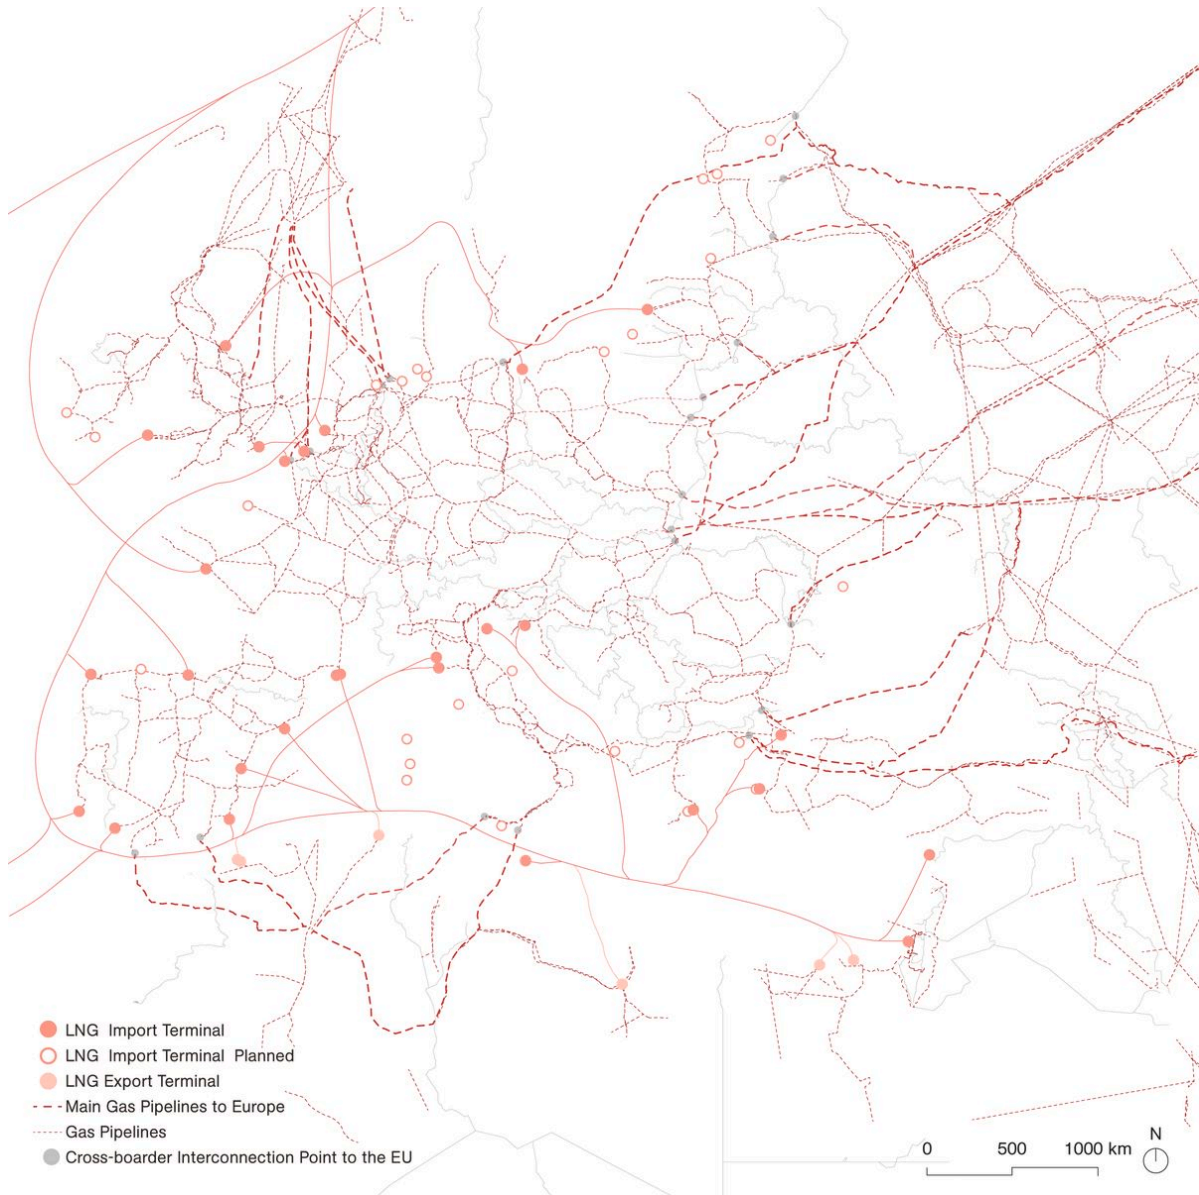 LNG  Import Terminal
LNG  Import Terminal  Planned
LNG Export Terminal
Main Gas Pipelines to Europe
Gas Pipelines
Cross-boarder Interconnection Point to the EU
0 500 1000 km
N